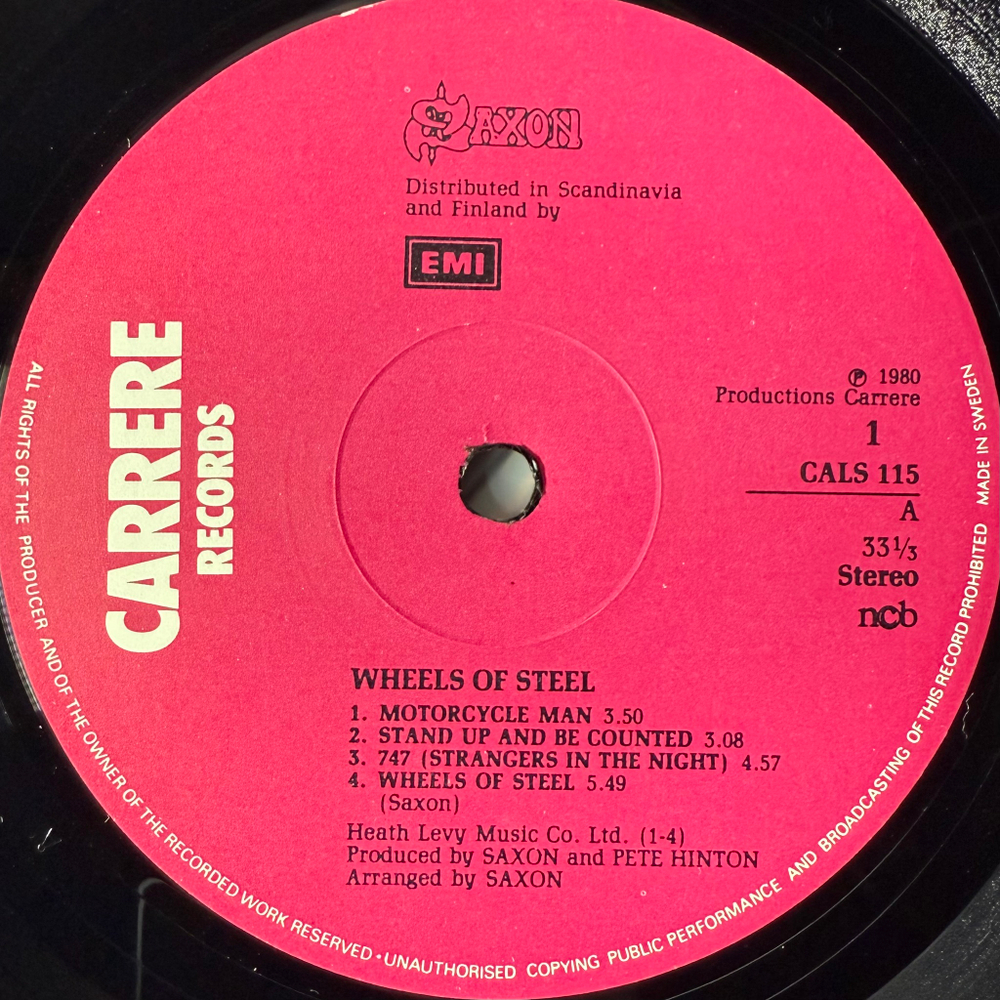 SAXON
Distributed in Scandinavia
and Finland by
EMI
CARRERE
RECORDS
℗ 1980
Productions Carrere
1
CALS 115
A
33⅓
Stereo
ncb
WHEELS OF STEEL
1. MOTORCYCLE MAN 3.50
2. STAND UP AND BE COUNTED 3.08
3. 747 (STRANGERS IN THE NIGHT) 4.57
4. WHEELS OF STEEL 5.49
(Saxon)
Heath Levy Music Co. Ltd. (1-4)
Produced by SAXON and PETE HINTON
Arranged by SAXON
ALL RIGHTS OF THE PRODUCER AND OF THE OWNER OF THE RECORDED WORK RESERVED • UNAUTHORISED COPYING PUBLIC PERFORMANCE AND BROADCASTING OF THIS RECORD PROHIBITED MADE IN SWEDEN